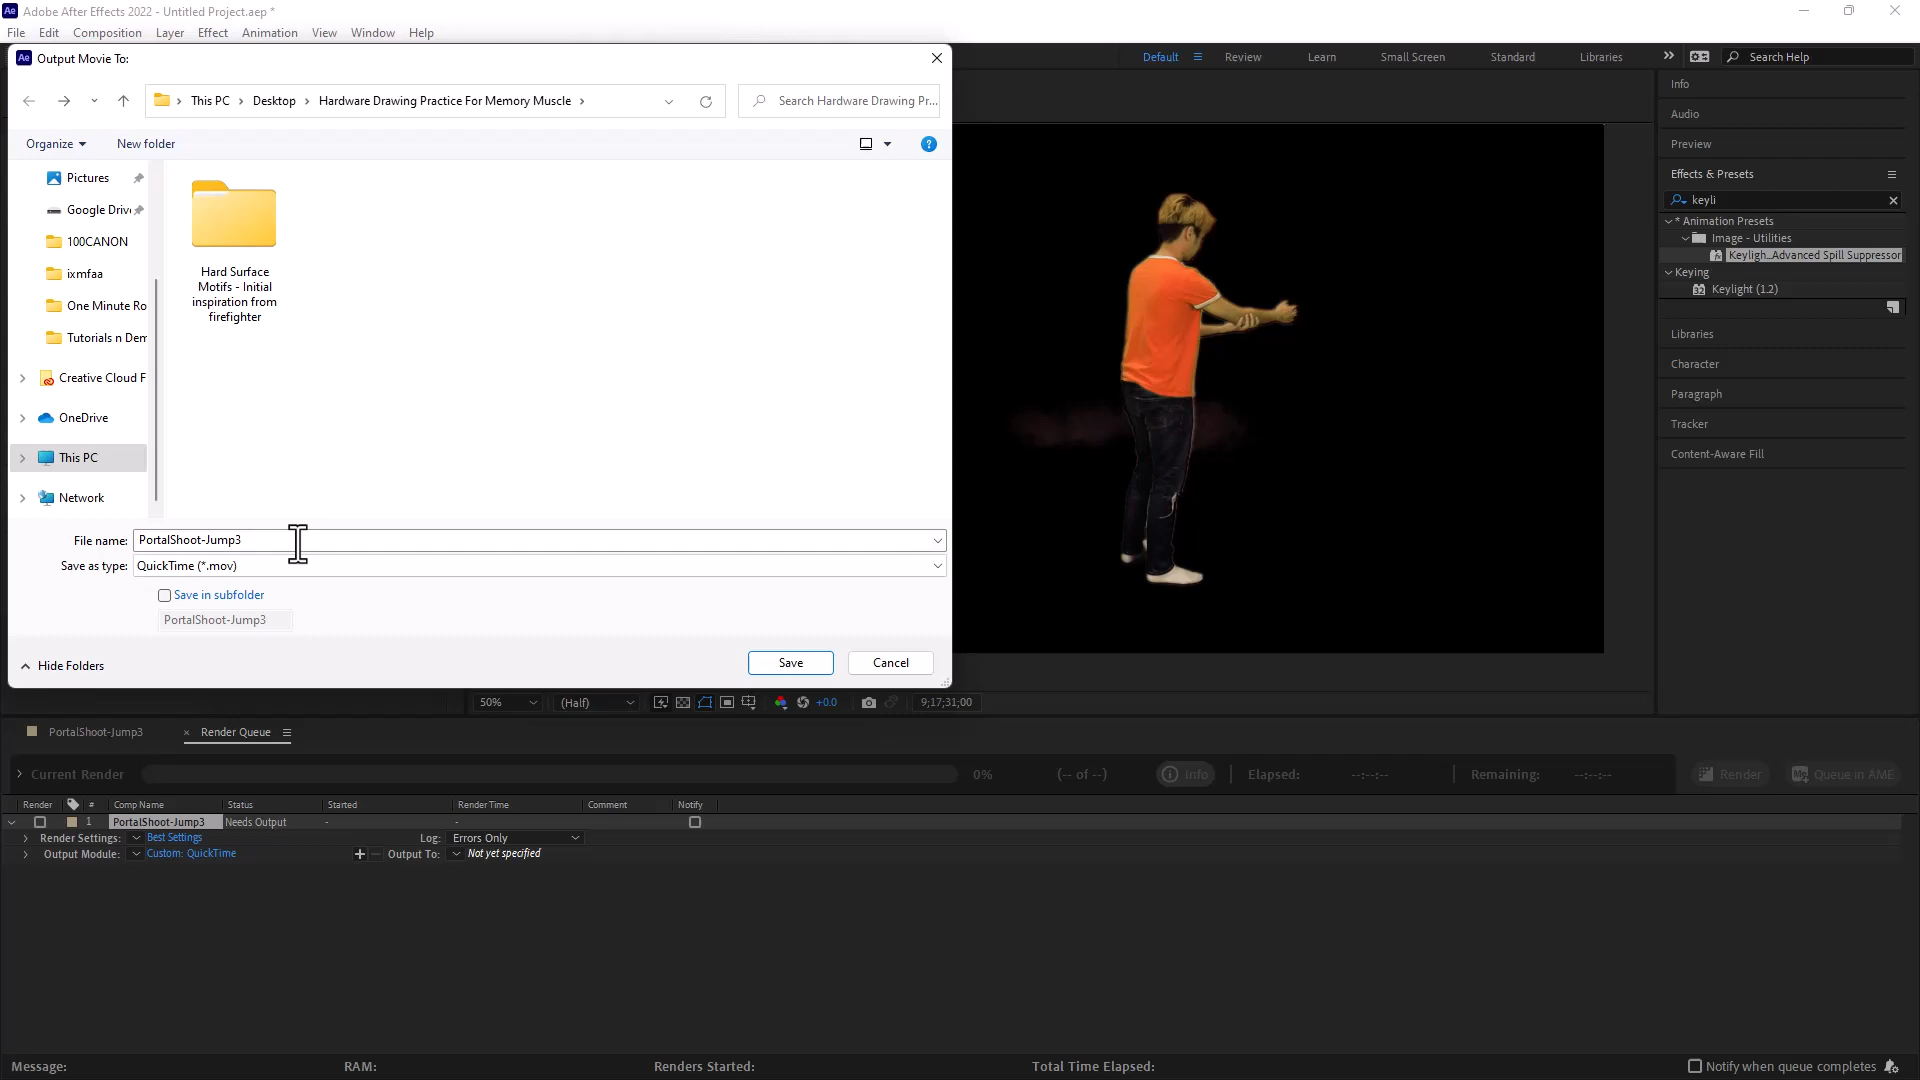 Ae Adobe After Effects 2022 - Untitled Project.aep *
File Edit Composition Layer Effect Animation View Window Help
Ae Output Movie To:
Default Review Learn Small Screen Standard Libraries Search Help
This PC Desktop Hardware Drawing Practice For Memory Muscle
Search Hardware Drawing Pr...
Organize New folder
Pictures
Google Driv
100CANON
ixmfaa
One Minute Ro
Tutorials n Dem
Creative Cloud F
OneDrive
This PC
Network
Hard Surface
Motifs - Initial
inspiration from
firefighter
File name: PortalShoot-Jump3
Save as type: QuickTime (*.mov)
Save in subfolder
PortalShoot-Jump3
Hide Folders Save Cancel
Info
Audio
Preview
Effects & Presets
keyli
* Animation Presets
Image - Utilities
Keyligh...Advanced Spill Suppressor
Keying
32 Keylight (1.2)
Libraries
Character
Paragraph
Tracker
Content-Aware Fill
50% (Half) +0.0 9;17;31;00
PortalShoot-Jump3 × Render Queue
Current Render 0% (-- of --) Info Elapsed: --:--:-- Remaining: --:--:-- Render Queue in AME
Render # Comp Name Status Started Render Time Comment Notify
1 PortalShoot-Jump3 Needs Output - -
Render Settings: Best Settings Log: Errors Only
Output Module: Custom: QuickTime Output To: Not yet specified
Message: RAM: Renders Started: Total Time Elapsed: Notify when queue completes